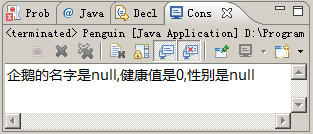 Prob @ Java Decl Cons
<terminated> Penguin [Java Application] D:\Program
企鹅的名字是null,健康值是0,性别是null